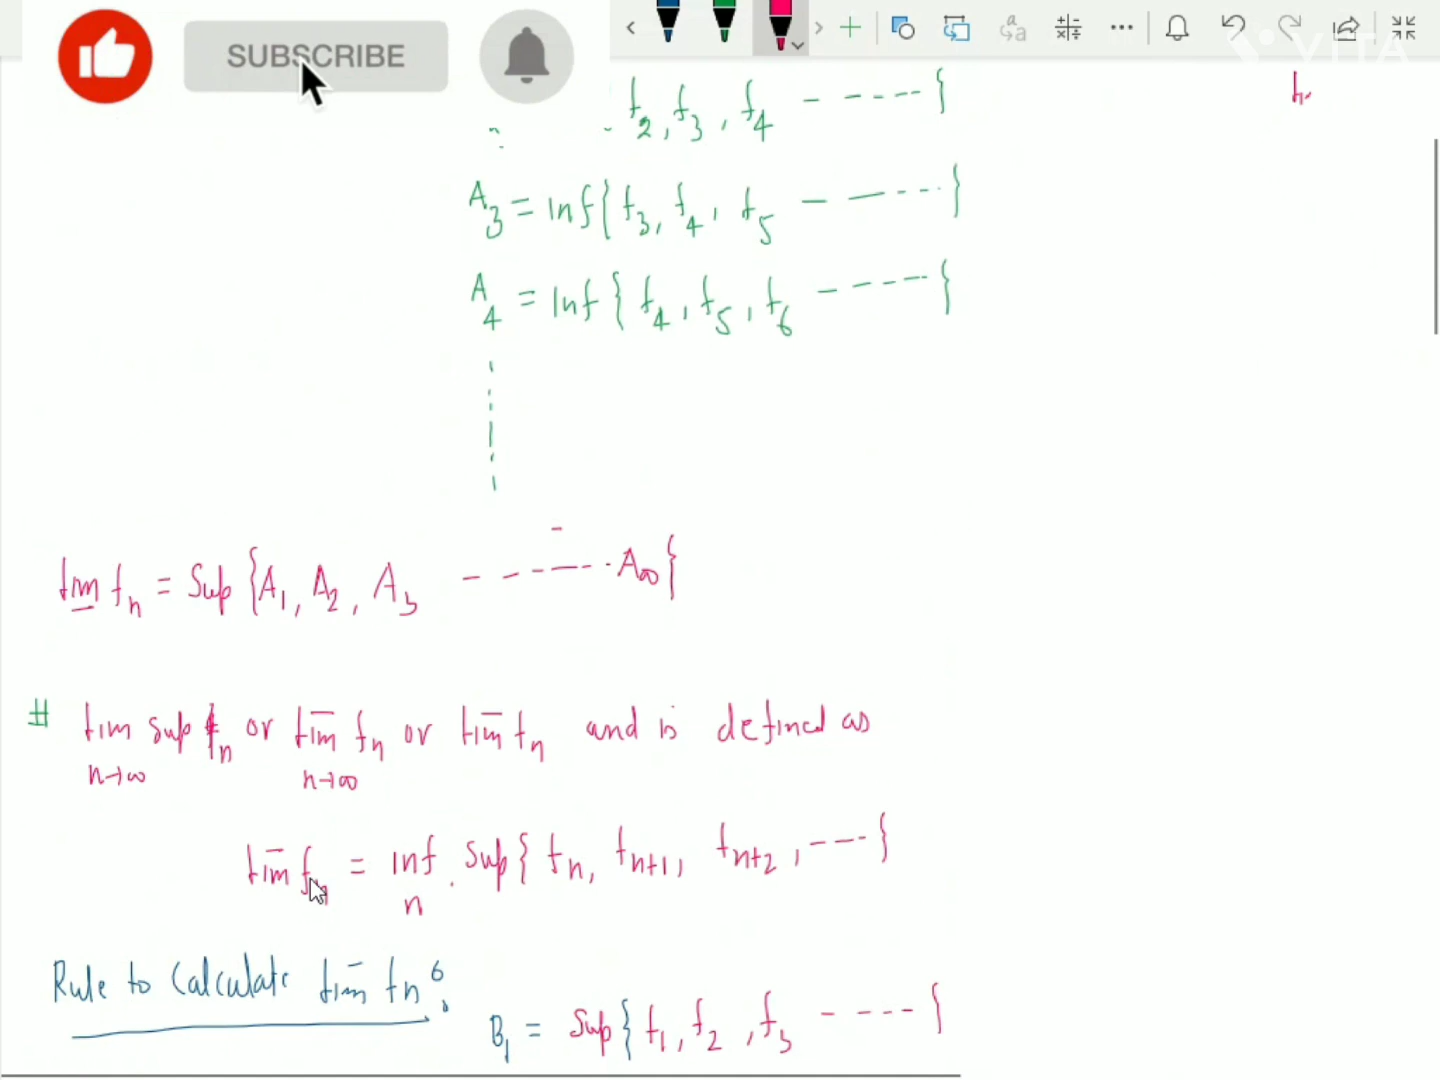 SUBSCRIBE
VITA
f₂, f₃, f₄ - ----- }
A₃ = Inf { f₃, f₄, f₅ - ----- }
A₄ = Inf { f₄, f₅, f₆ - ----- }
lim fₙ = Sup { A₁, A₂, A₃ - - ----- A∞ }
# lim sup fₙ or lim̅ fₙ or lim̅ fₙ and is defined as
n→∞ n→∞
lim̅ fₙ = Inf . Sup { fₙ, fₙ₊₁, fₙ₊₂, ---- }
n
Rule to Calculate lim̅ fn :
B₁ = Sup { f₁, f₂, f₃ - ----- }